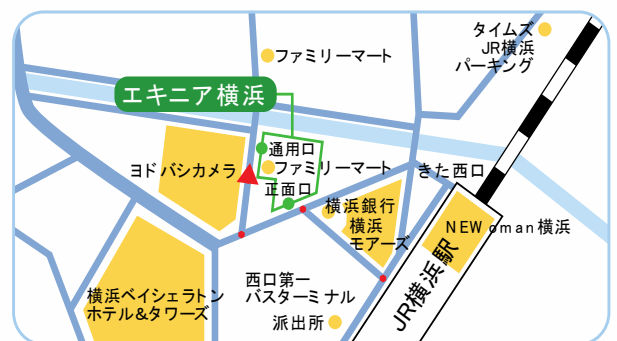 タイムズ
JR横浜
パーキング
ファミリーマート
エキニア横浜
通用口
ファミリーマート
ヨドバシカメラ
正面口
きた西口
横浜銀行
横浜
モアーズ
NEWoman横浜
JR横浜駅
西口第一
バスターミナル
横浜ベイシェラトン
ホテル&タワーズ
派出所